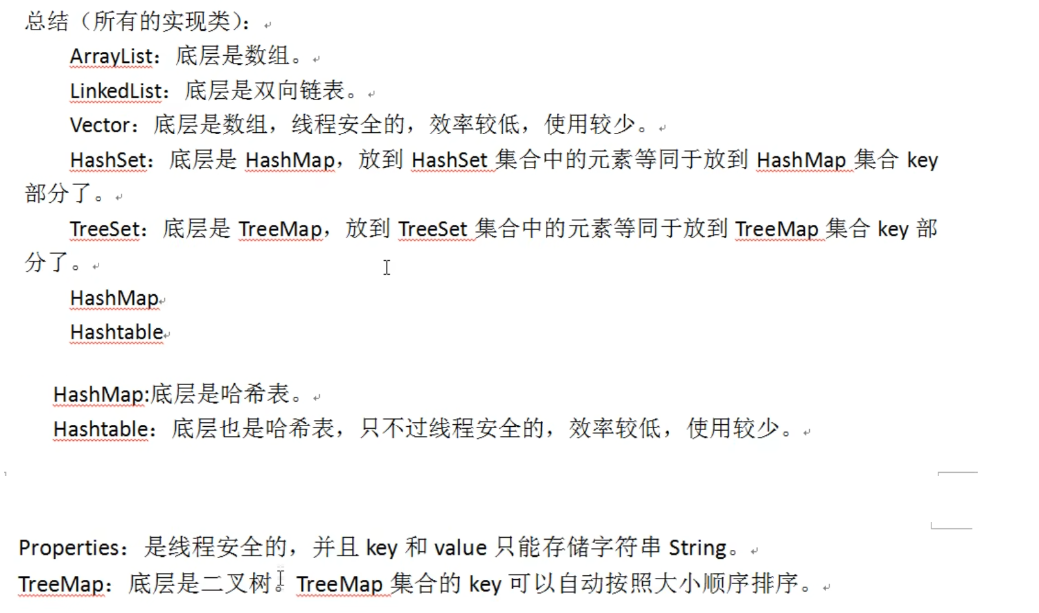 总结（所有的实现类）：
ArrayList：底层是数组。
LinkedList：底层是双向链表。
Vector：底层是数组，线程安全的，效率较低，使用较少。
HashSet：底层是 HashMap，放到 HashSet 集合中的元素等同于放到 HashMap 集合 key
部分了。
TreeSet：底层是 TreeMap，放到 TreeSet 集合中的元素等同于放到 TreeMap 集合 key 部
分了。
HashMap
Hashtable
HashMap:底层是哈希表。
Hashtable：底层也是哈希表，只不过线程安全的，效率较低，使用较少。
Properties：是线程安全的，并且 key 和 value 只能存储字符串 String。
TreeMap：底层是二叉树。TreeMap 集合的 key 可以自动按照大小顺序排序。